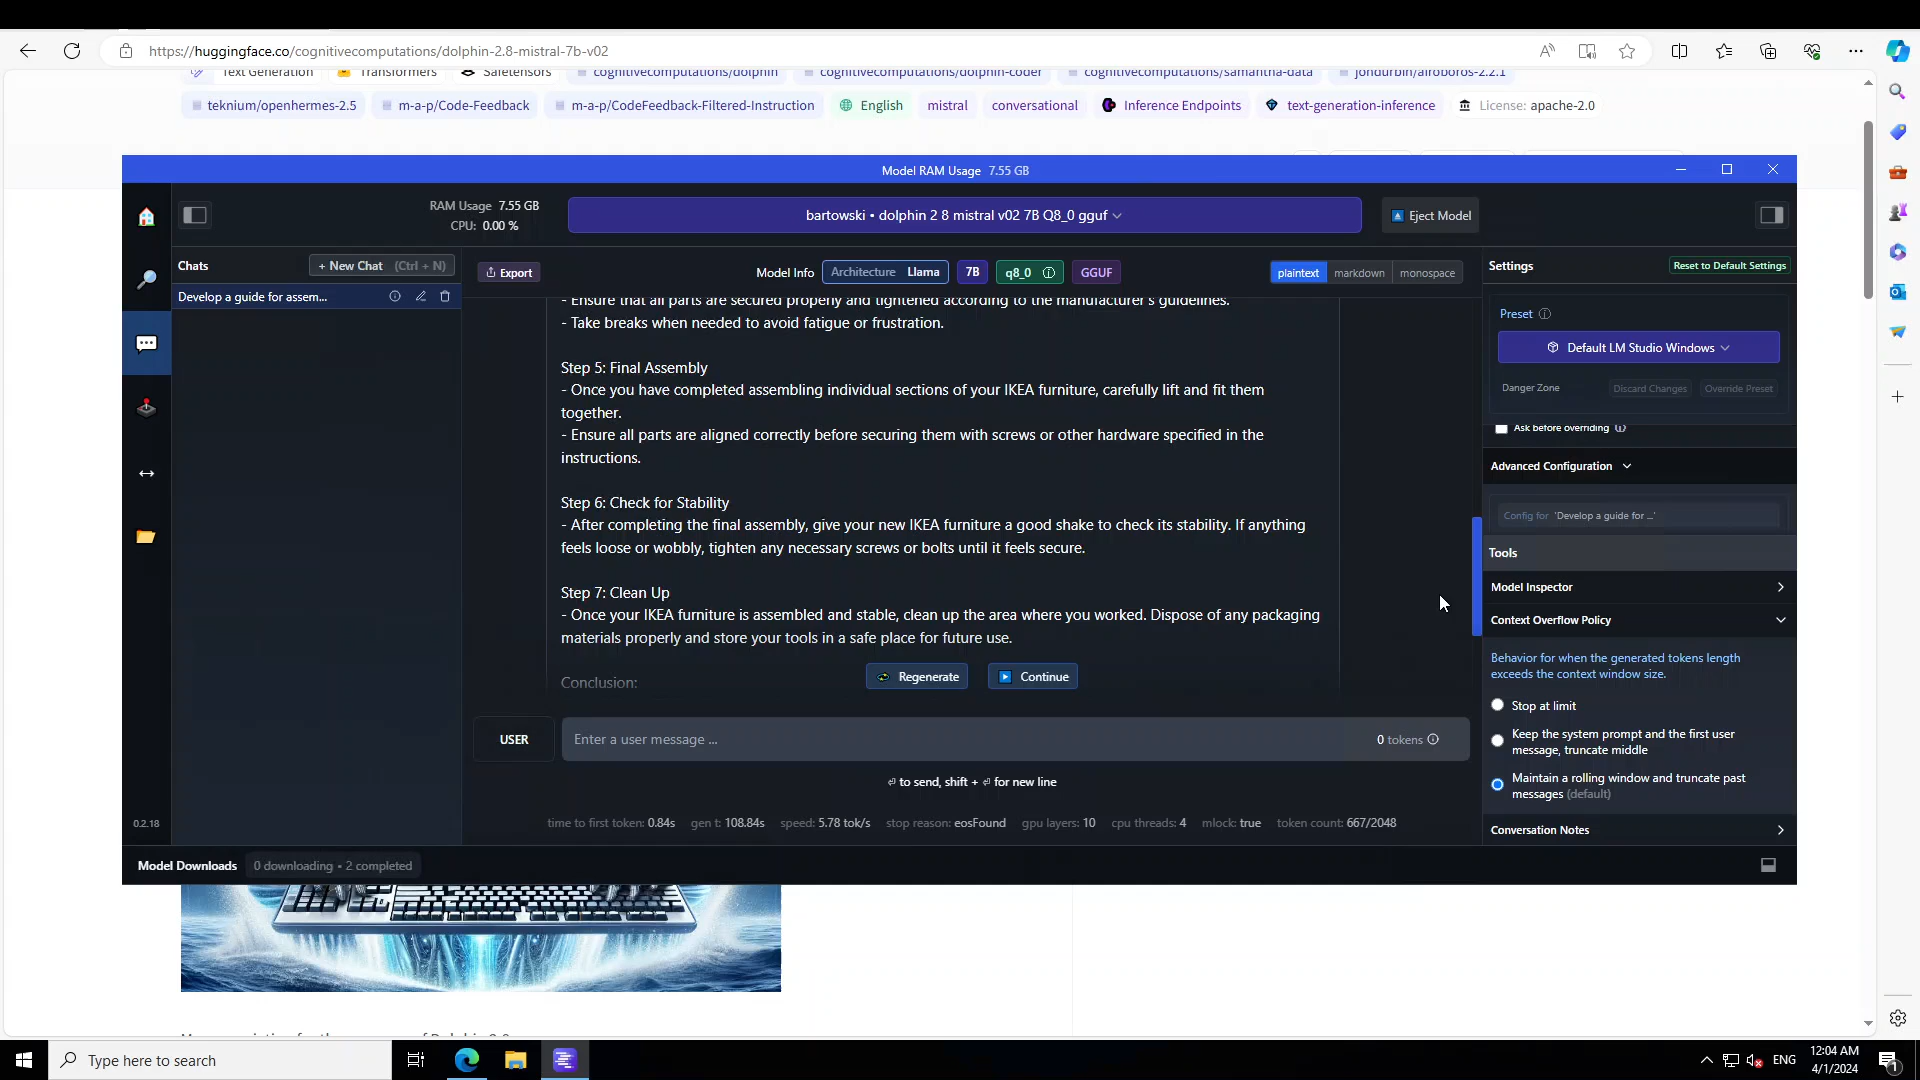 https://huggingface.co/cognitivecomputations/dolphin-2.8-mistral-7b-v02
Text Generation Transformers Safetensors cognitivecomputations/dolphin cognitivecomputations/dolphin-coder cognitivecomputations/samantha-data jondurbin/airoboros-2.2.1
teknium/openhermes-2.5 m-a-p/Code-Feedback m-a-p/CodeFeedback-Filtered-Instruction English mistral conversational Inference Endpoints text-generation-inference License: apache-2.0
Model RAM Usage 7.55 GB
RAM Usage 7.55 GB
CPU: 0.00 %
bartowski • dolphin 2 8 mistral v02 7B Q8_0 gguf
Eject Model
Chats
+ New Chat (Ctrl + N)
Develop a guide for assem...
Export
Model Info Architecture Llama 7B q8_0 GGUF
plaintext markdown monospace
- Ensure that all parts are secured properly and tightened according to the manufacturer's guidelines.
- Take breaks when needed to avoid fatigue or frustration.
Step 5: Final Assembly
- Once you have completed assembling individual sections of your IKEA furniture, carefully lift and fit them
together.
- Ensure all parts are aligned correctly before securing them with screws or other hardware specified in the
instructions.
Step 6: Check for Stability
- After completing the final assembly, give your new IKEA furniture a good shake to check its stability. If anything
feels loose or wobbly, tighten any necessary screws or bolts until it feels secure.
Step 7: Clean Up
- Once your IKEA furniture is assembled and stable, clean up the area where you worked. Dispose of any packaging
materials properly and store your tools in a safe place for future use.
Conclusion:
Regenerate Continue
USER
Enter a user message ...
0 tokens
⏎ to send, shift + ⏎ for new line
time to first token: 0.84s gen t: 108.84s speed: 5.78 tok/s stop reason: eosFound gpu layers: 10 cpu threads: 4 mlock: true token count: 667/2048
Settings
Reset to Default Settings
Preset
Default LM Studio Windows
Danger Zone Discard Changes Override Preset
Ask before overriding
Advanced Configuration
Config for 'Develop a guide for ...'
Tools
Model Inspector
Context Overflow Policy
Behavior for when the generated tokens length
exceeds the context window size.
Stop at limit
Keep the system prompt and the first user
message, truncate middle
Maintain a rolling window and truncate past
messages (default)
Conversation Notes
0.2.18
Model Downloads 0 downloading • 2 completed
Type here to search
ENG
12:04 AM
4/1/2024
1